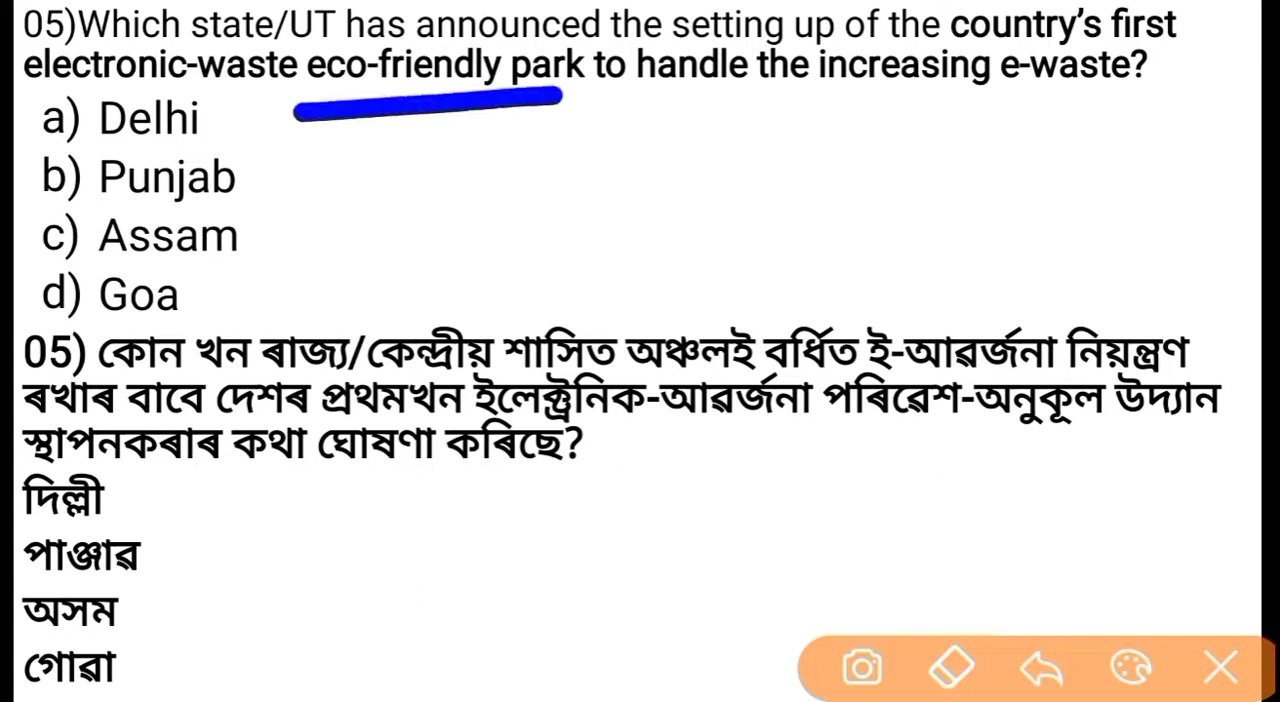 05)Which state/UT has announced the setting up of the country's first
electronic-waste eco-friendly park to handle the increasing e-waste?
a) Delhi
b) Punjab
c) Assam
d) Goa
05) কোন খন ৰাজ্য/কেন্দ্ৰীয় শাসিত অঞ্চলই বৰ্ধিত ই-আৱৰ্জনা নিয়ন্ত্ৰণ
ৰখাৰ বাবে দেশৰ প্ৰথমখন ইলেক্ট্ৰনিক-আৱৰ্জনা পৰিৱেশ-অনুকূল উদ্যান
স্থাপনকৰাৰ কথা ঘোষণা কৰিছে?
দিল্লী
পাঞ্জাৱ
অসম
গোৱা